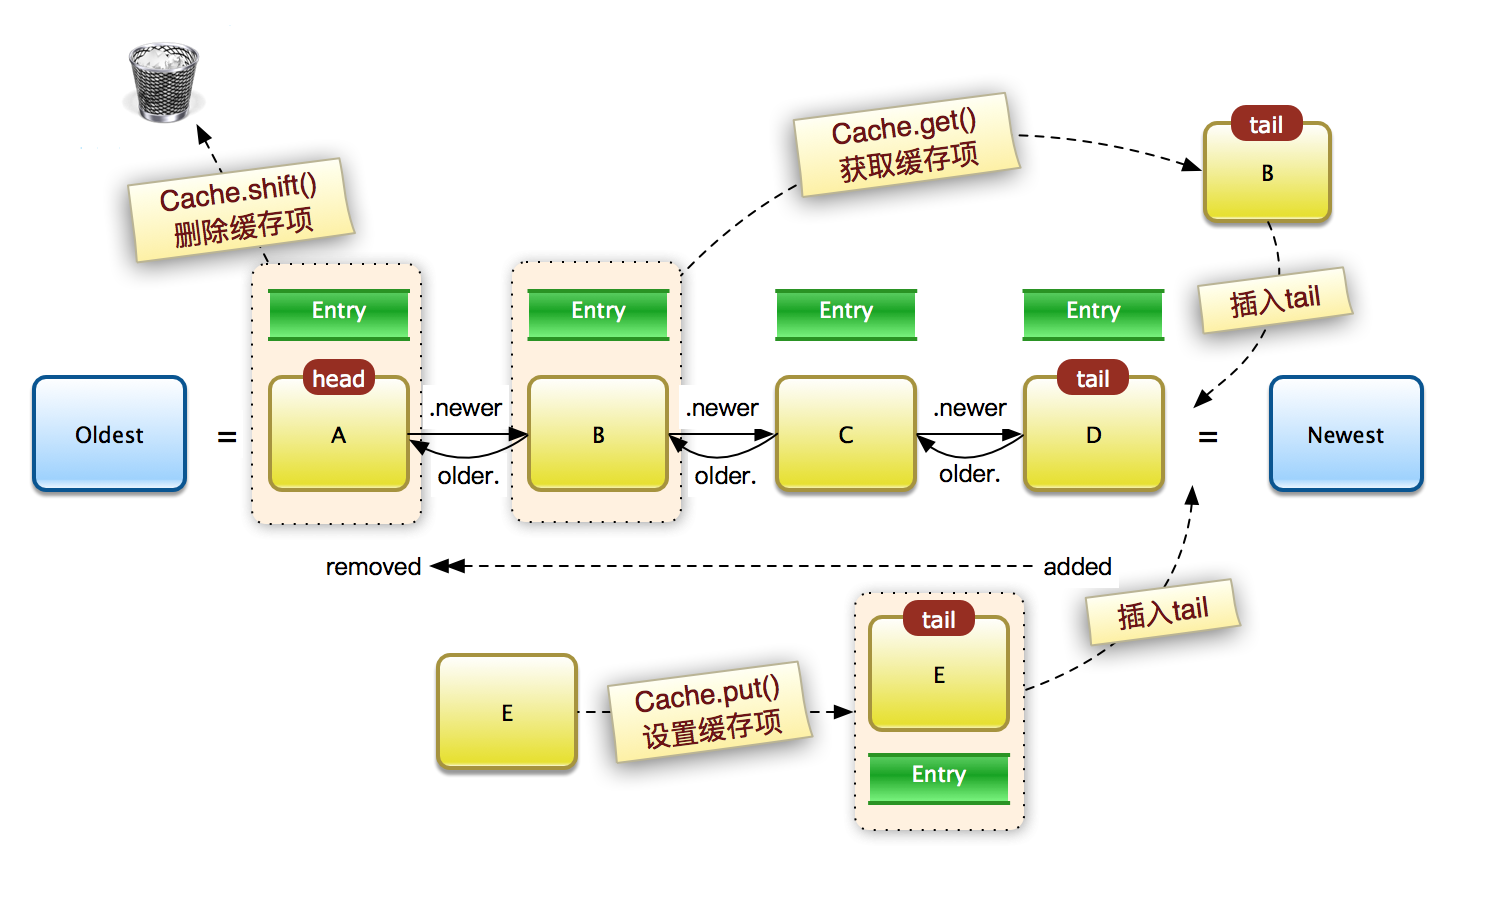 Cache.get()
获取缓存项
tail
B
Cache.shift()
删除缓存项
插入tail
Entry
Entry
Entry
Entry
head
tail
Oldest
=
A
.newer
older.
B
.newer
older.
C
.newer
older.
D
=
Newest
removed
added
插入tail
tail
E
E
Cache.put()
设置缓存项
Entry